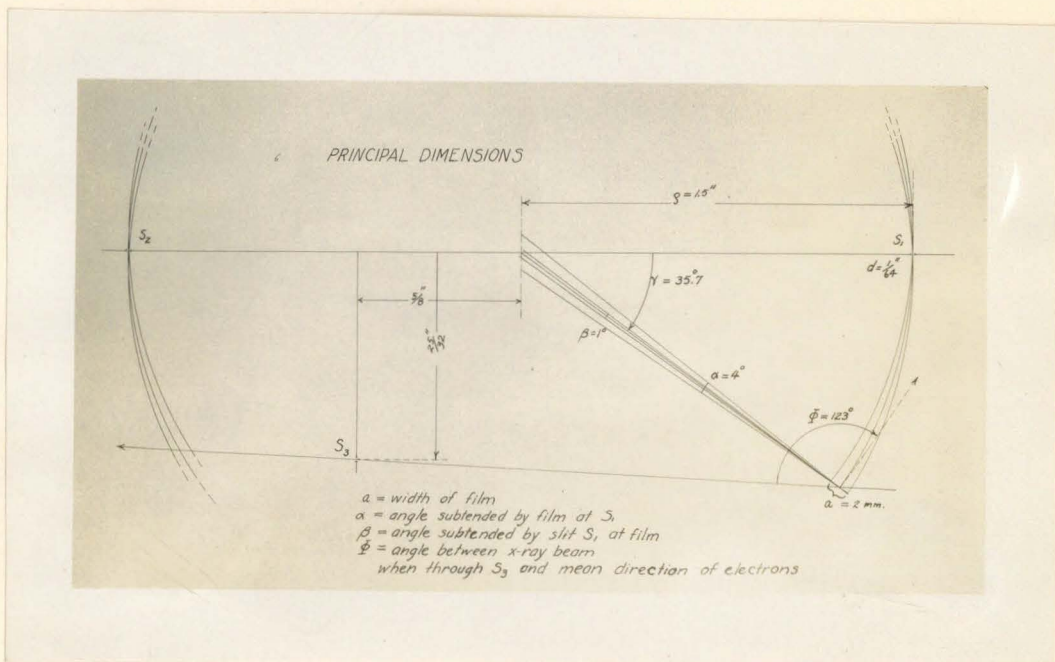 PRINCIPAL DIMENSIONS
ρ = 1.5"
S₂
S₁
d = 1/64"
γ = 35.7°
5/8"
β = 1°
25/32"
α = 4°
Φ = 123°
S₃
a = 2 mm.
a = width of film
α = angle subtended by film at S₁
β = angle subtended by slit S₁ at film
Φ = angle between x-ray beam
when through S₃ and mean direction of electrons